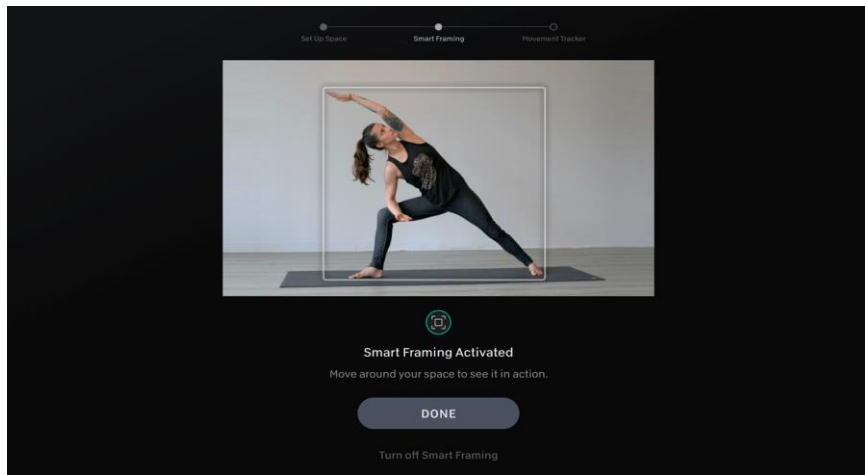 Set Up Space
Smart Framing
Movement Tracker
Smart Framing Activated
Move around your space to see it in action.
DONE
Turn off Smart Framing